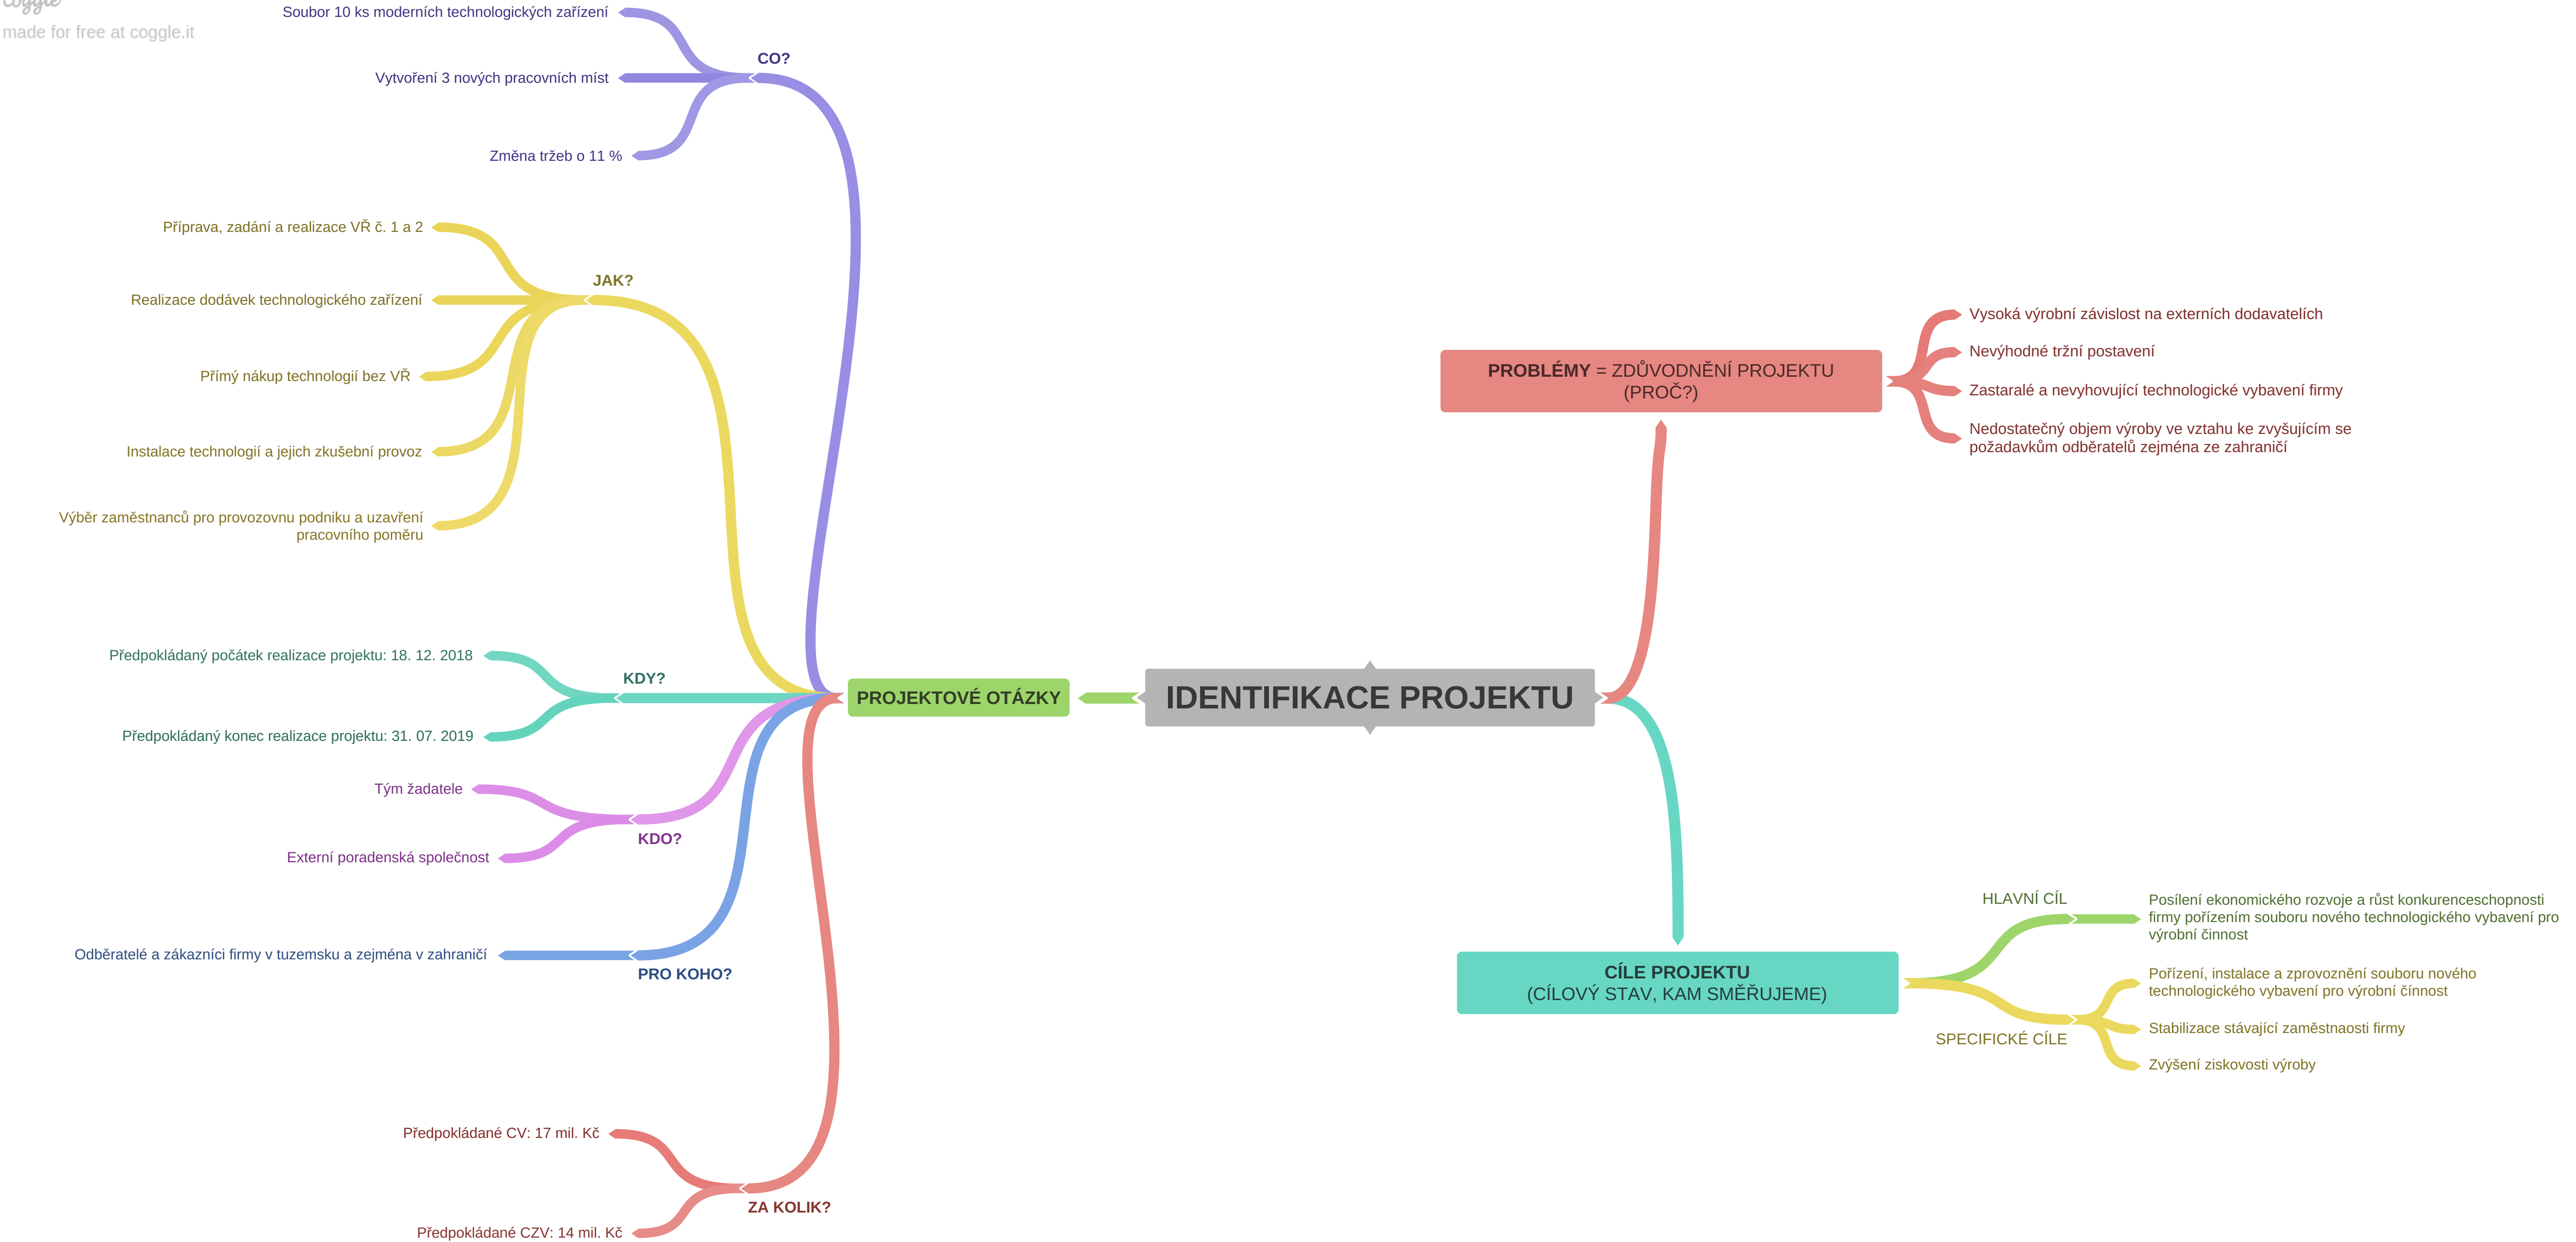 coggle
made for free at coggle.it
Soubor 10 ks moderních technologických zařízení
CO?
Vytvoření 3 nových pracovních míst
Změna tržeb o 11 %
Příprava, zadání a realizace VŘ č. 1 a 2
JAK?
Realizace dodávek technologického zařízení
Přímý nákup technologií bez VŘ
Instalace technologií a jejich zkušební provoz
Výběr zaměstnanců pro provozovnu podniku a uzavření
pracovního poměru
Předpokládaný počátek realizace projektu: 18. 12. 2018
KDY?
Předpokládaný konec realizace projektu: 31. 07. 2019
Tým žadatele
KDO?
Externí poradenská společnost
Odběratelé a zákazníci firmy v tuzemsku a zejména v zahraničí
PRO KOHO?
Předpokládané CV: 17 mil. Kč
ZA KOLIK?
Předpokládané CZV: 14 mil. Kč
PROJEKTOVÉ OTÁZKY
IDENTIFIKACE PROJEKTU
PROBLÉMY = ZDŮVODNĚNÍ PROJEKTU
(PROČ?)
Vysoká výrobní závislost na externích dodavatelích
Nevýhodné tržní postavení
Zastaralé a nevyhovující technologické vybavení firmy
Nedostatečný objem výroby ve vztahu ke zvyšujícím se
požadavkům odběratelů zejména ze zahraničí
CÍLE PROJEKTU
(CÍLOVÝ STAV, KAM SMĚŘUJEME)
HLAVNÍ CÍL
Posílení ekonomického rozvoje a růst konkurenceschopnosti
firmy pořízením souboru nového technologického vybavení pro
výrobní činnost
SPECIFICKÉ CÍLE
Pořízení, instalace a zprovoznění souboru nového
technologického vybavení pro výrobní čínnost
Stabilizace stávající zaměstnaosti firmy
Zvýšení ziskovosti výroby